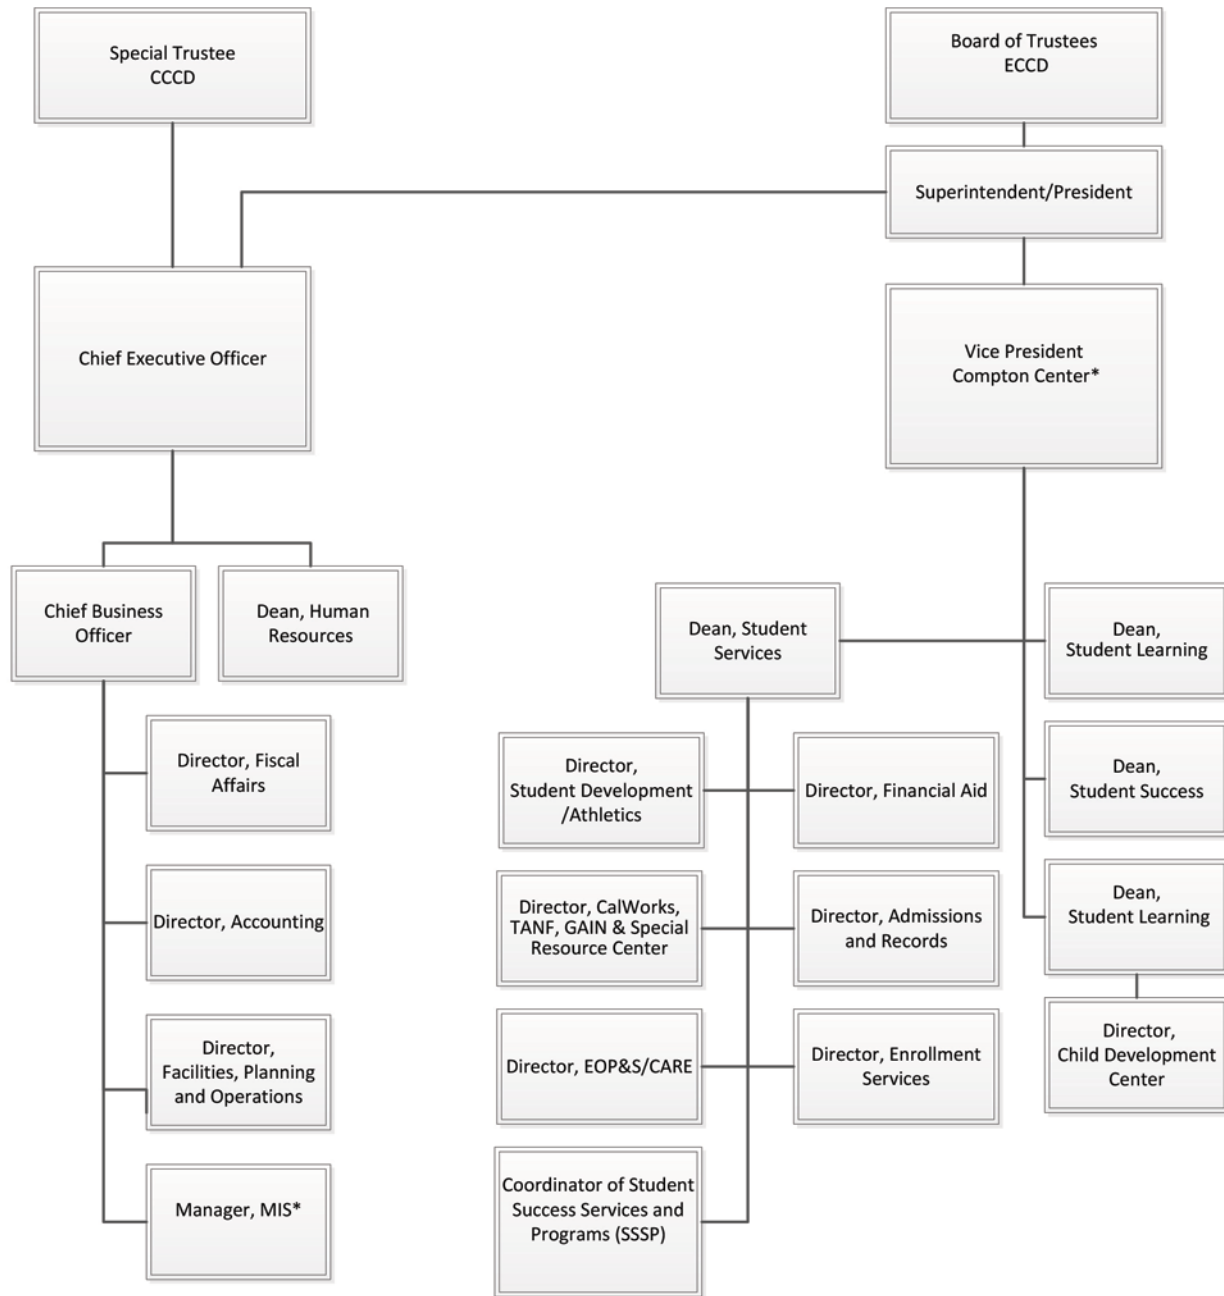 Special Trustee
CCCD
Board of Trustees
ECCD
Superintendent/President
Chief Executive Officer
Vice President
Compton Center*
Chief Business
Officer
Dean, Human
Resources
Dean, Student
Services
Dean,
Student Learning
Director, Fiscal
Affairs
Director,
Student Development
/Athletics
Director, Financial Aid
Dean,
Student Success
Director, Accounting
Director, CalWorks,
TANF, GAIN & Special
Resource Center
Director, Admissions
and Records
Dean,
Student Learning
Director,
Facilities, Planning
and Operations
Director, EOP&S/CARE
Director, Enrollment
Services
Director,
Child Development
Center
Manager, MIS*
Coordinator of Student
Success Services and
Programs (SSSP)